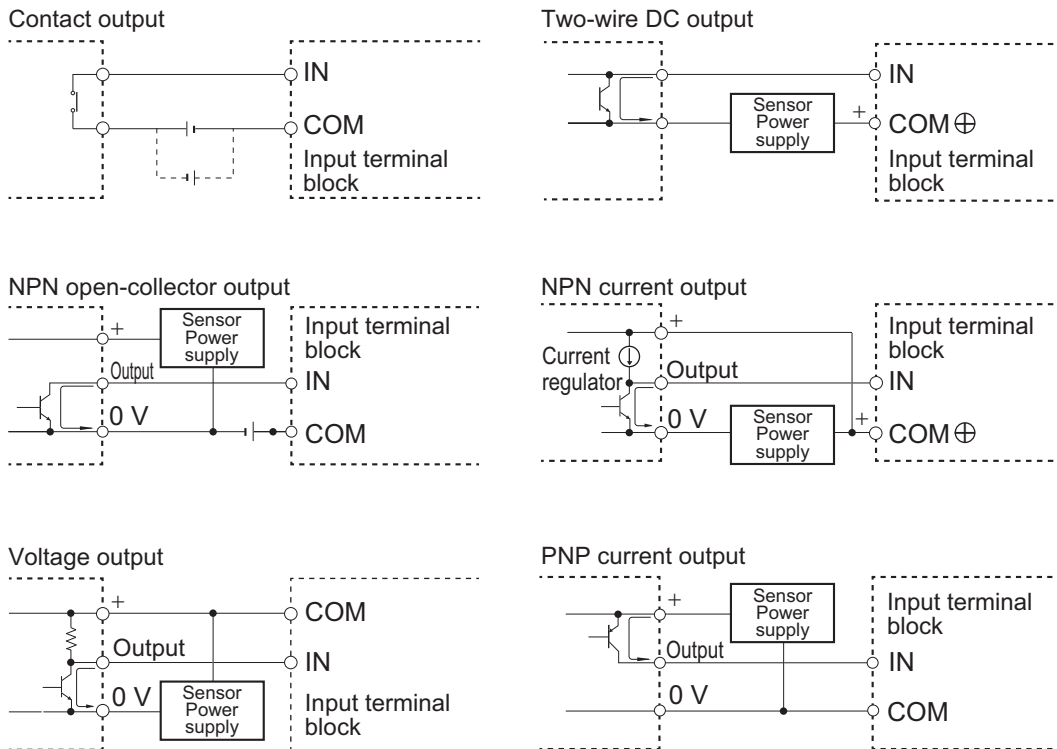 Contact output
IN
COM
Input terminal
block
Two-wire DC output
IN
Sensor
Power
supply
+
COM ⊕
Input terminal
block
NPN open-collector output
+
Sensor
Power
supply
Input terminal
block
Output
IN
0 V
COM
NPN current output
+
Input terminal
block
Current
regulator
Output
IN
0 V
Sensor
Power
supply
+
COM ⊕
Voltage output
+
COM
Output
IN
0 V
Sensor
Power
supply
Input terminal
block
PNP current output
+
Sensor
Power
supply
Input terminal
block
Output
IN
0 V
COM